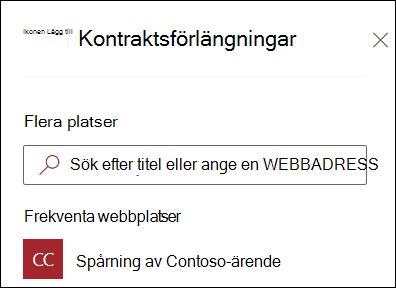 Ikonen Lägg till
Kontraktsförlängningar
Flera platser
Sök efter titel eller ange en WEBBADRESS
Frekventa webbplatser
CC
Spårning av Contoso-ärende